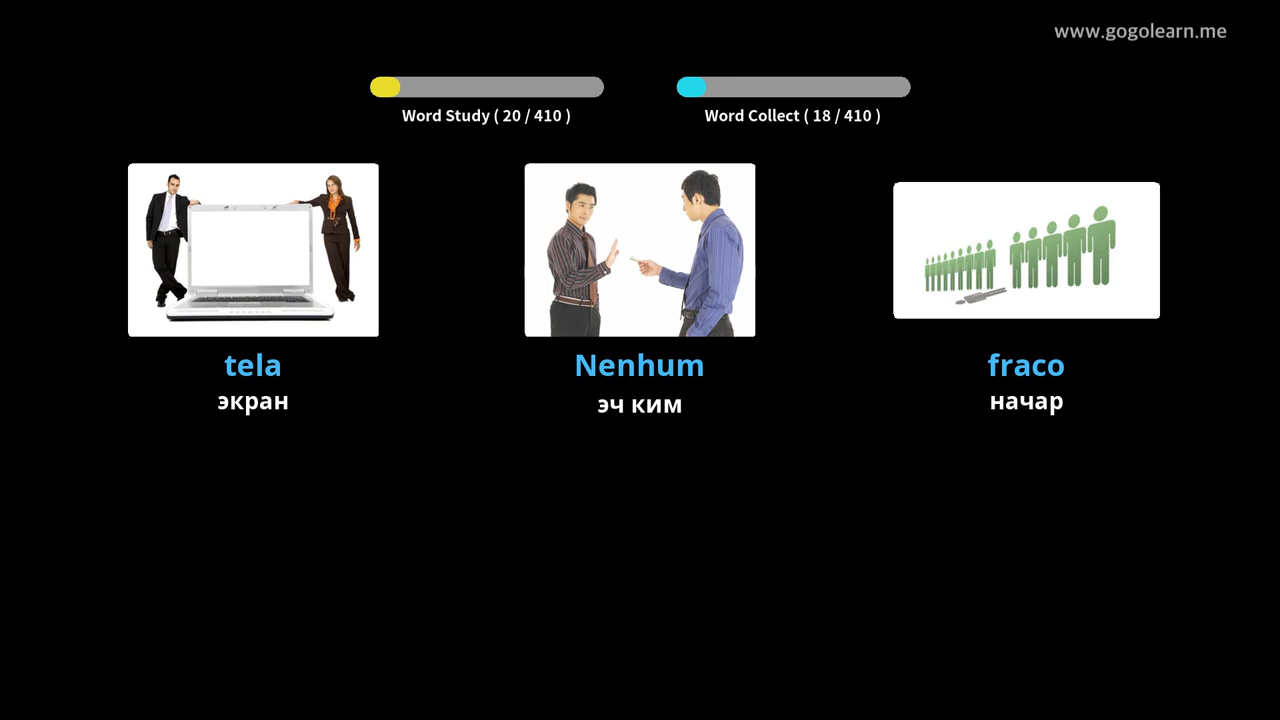 www.gogolearn.me
Word Study ( 20 / 410 )
Word Collect ( 18 / 410 )
tela
экран
Nenhum
эч ким
fraco
начар